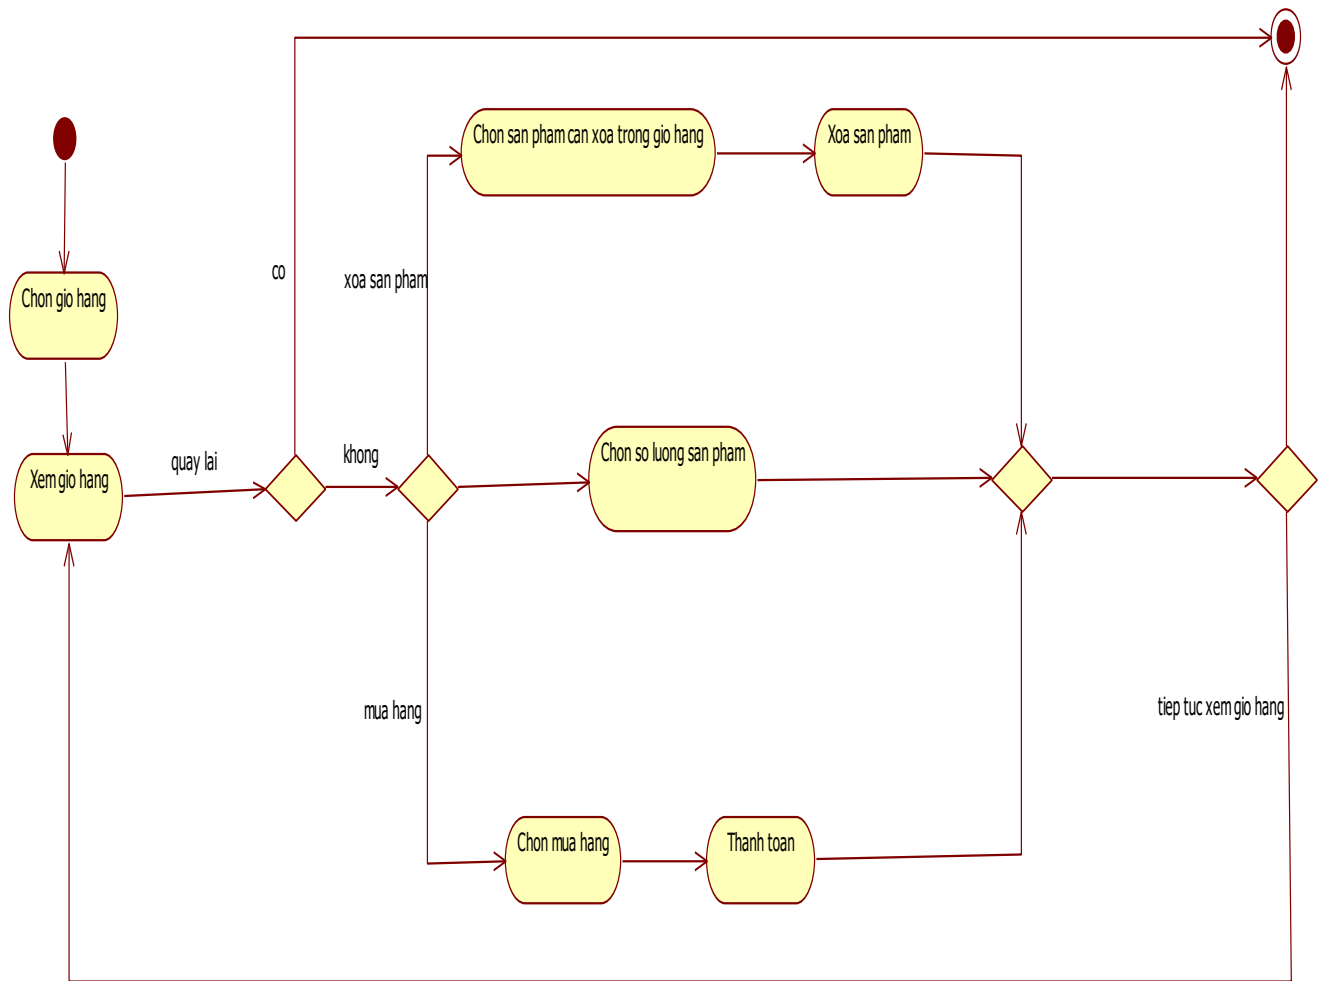 Chon san pham can xoa trong gio hang
Xoa san pham
co
xoa san pham
Chon gio hang
khong
quay lai
Xem gio hang
Chon so luong san pham
mua hang
tiep tuc xem gio hang
Chon mua hang
Thanh toan